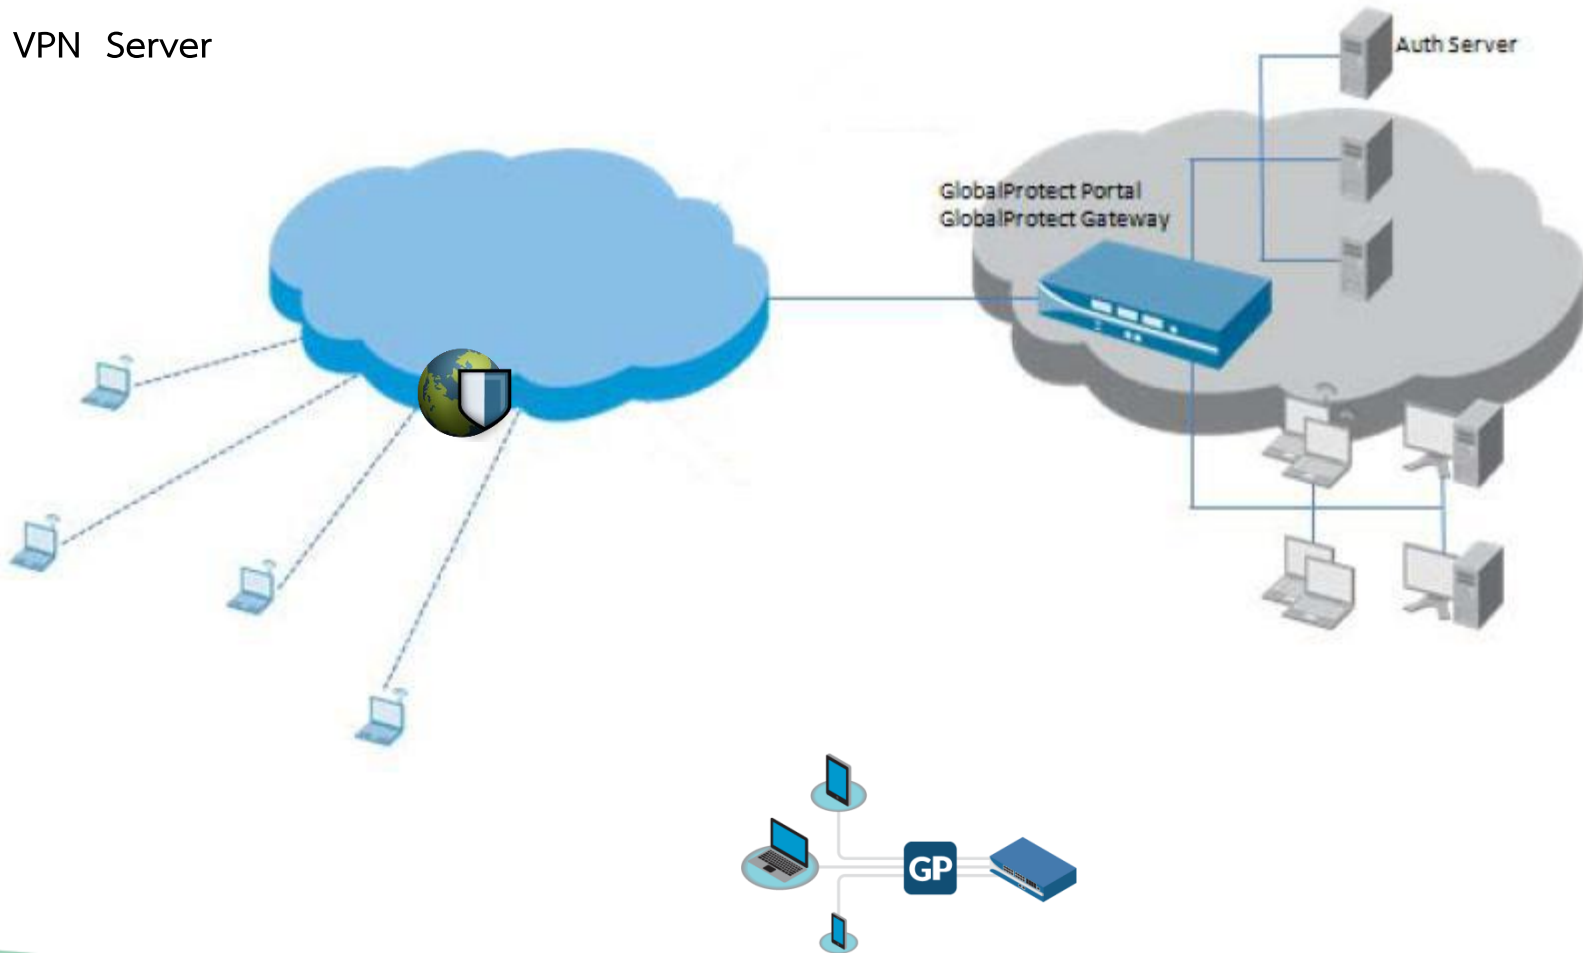 VPN Server
Auth Server
GlobalProtect Portal
GlobalProtect Gateway
GP